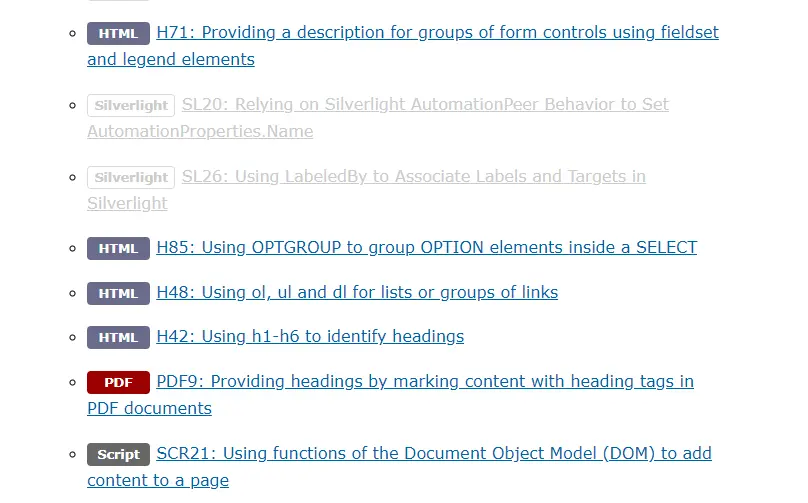 HTML H71: Providing a description for groups of form controls using fieldset
and legend elements
Silverlight SL20: Relying on Silverlight AutomationPeer Behavior to Set
AutomationProperties.Name
Silverlight SL26: Using LabeledBy to Associate Labels and Targets in
Silverlight
HTML H85: Using OPTGROUP to group OPTION elements inside a SELECT
HTML H48: Using ol, ul and dl for lists or groups of links
HTML H42: Using h1-h6 to identify headings
PDF PDF9: Providing headings by marking content with heading tags in
PDF documents
Script SCR21: Using functions of the Document Object Model (DOM) to add
content to a page